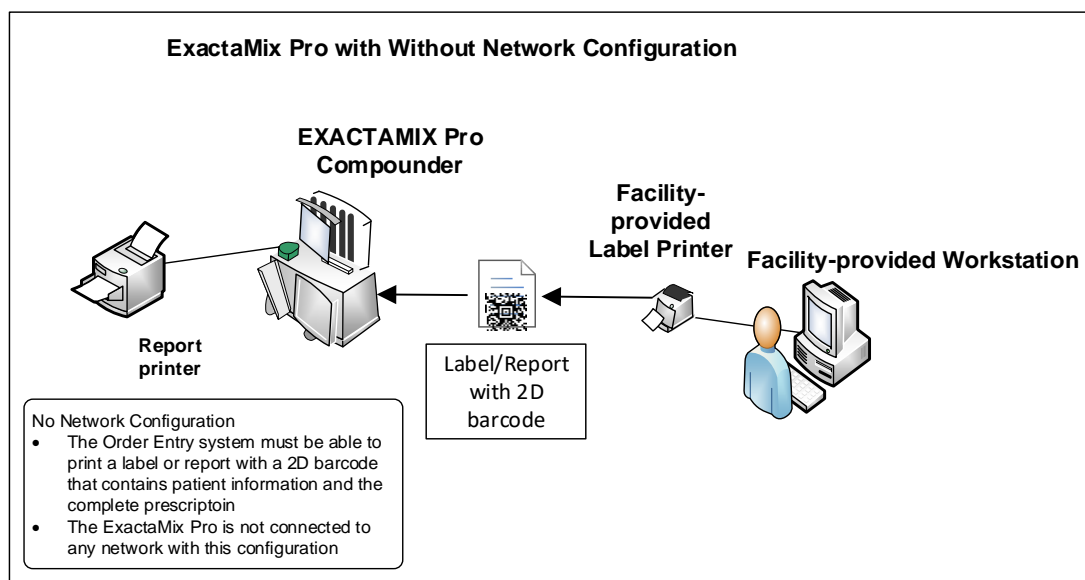 ExactaMix Pro with Without Network Configuration
EXACTAMIX Pro
Compounder
Facility-
provided
Label Printer
Facility-provided Workstation
Report
printer
Label/Report
with 2D
barcode
No Network Configuration
• The Order Entry system must be able to
print a label or report with a 2D barcode
that contains patient information and the
complete prescriptoin
• The ExactaMix Pro is not connected to
any network with this configuration